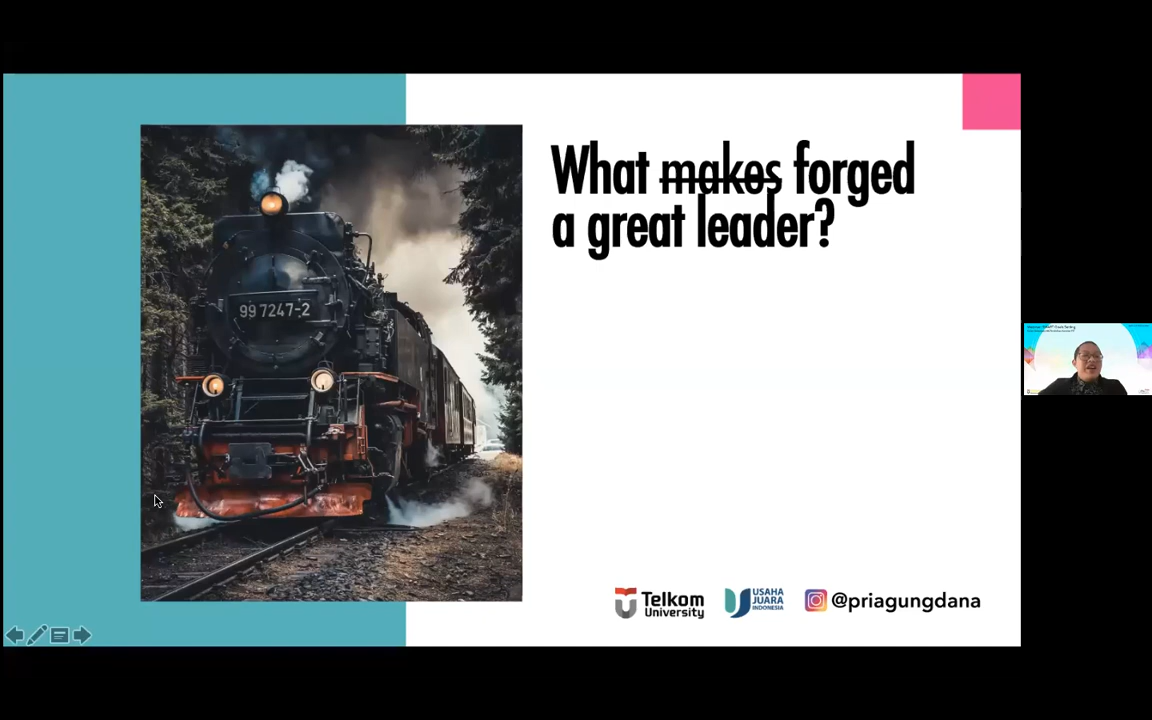 What makes forged
a great leader?
99 7247-2
Telkom
University
USAHA
JUARA
INDONESIA
@priagungdana